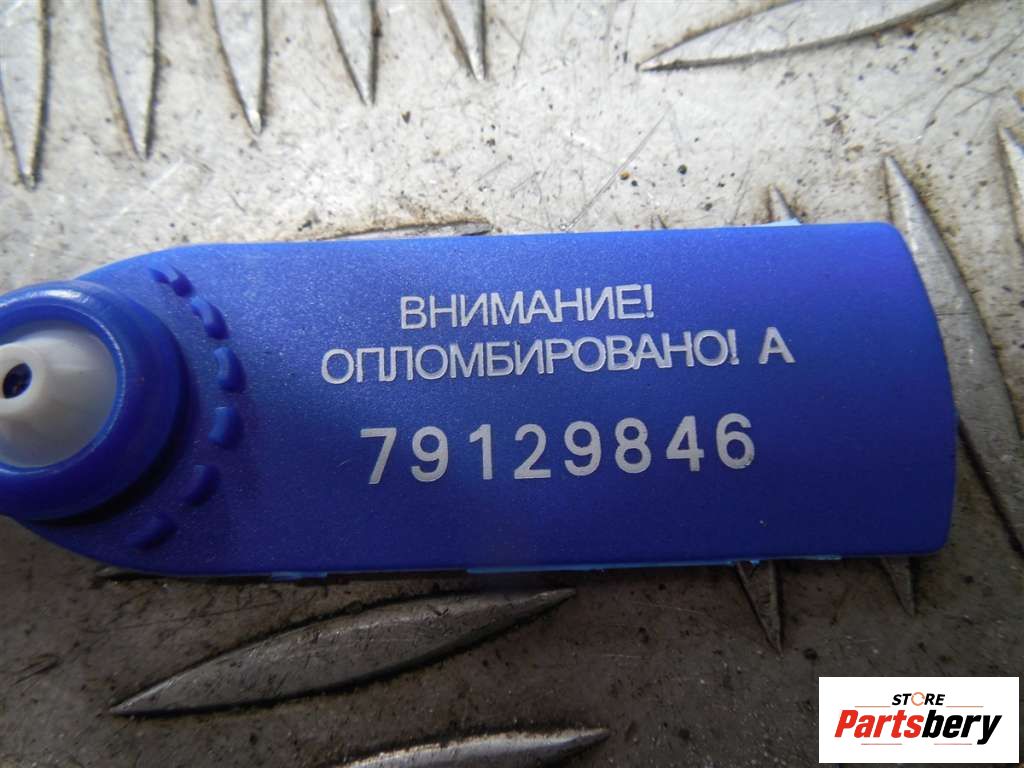 ВНИМАНИЕ!
ОПЛОМБИРОВАНО! А
79129846
STORE
Partsbery